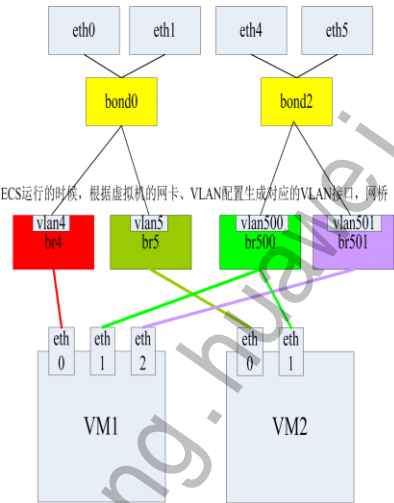 eth0 eth1 eth4 eth5
bond0 bond2
ECS运行的时候，根据虚拟机的网卡、VLAN配置生成对应的VLAN接口，网桥
vlan4 vlan5 vlan500 vlan501
br4 br5 br500 br501
eth eth eth eth eth
0 1 2 0 1
VM1 VM2
ng.huawei